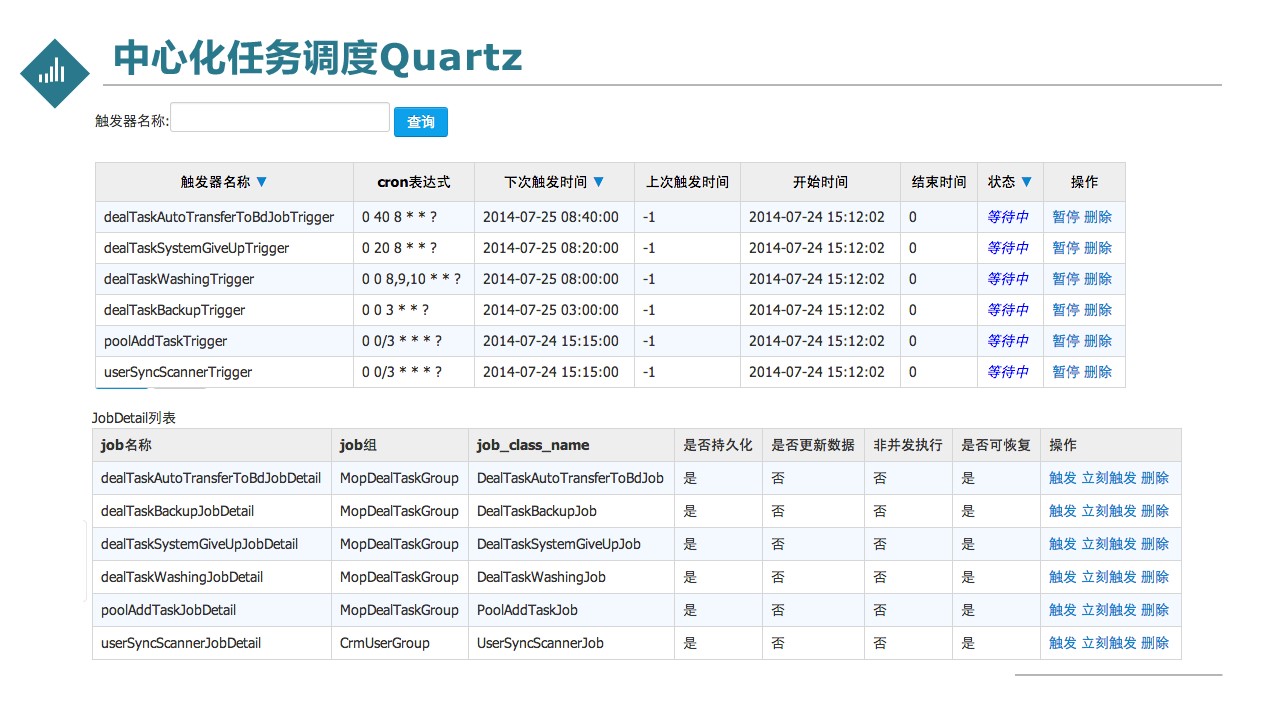 中心化任务调度Quartz
触发器名称: 查询
触发器名称 ▼ cron表达式 下次触发时间 ▼ 上次触发时间 开始时间 结束时间 状态 ▼ 操作
dealTaskAutoTransferToBdJobTrigger 0 40 8 * * ? 2014-07-25 08:40:00 -1 2014-07-24 15:12:02 0 等待中 暂停 删除
dealTaskSystemGiveUpTrigger 0 20 8 * * ? 2014-07-25 08:20:00 -1 2014-07-24 15:12:02 0 等待中 暂停 删除
dealTaskWashingTrigger 0 0 8,9,10 * * ? 2014-07-25 08:00:00 -1 2014-07-24 15:12:02 0 等待中 暂停 删除
dealTaskBackupTrigger 0 0 3 * * ? 2014-07-25 03:00:00 -1 2014-07-24 15:12:02 0 等待中 暂停 删除
poolAddTaskTrigger 0 0/3 * * * ? 2014-07-24 15:15:00 -1 2014-07-24 15:12:02 0 等待中 暂停 删除
userSyncScannerTrigger 0 0/3 * * * ? 2014-07-24 15:15:00 -1 2014-07-24 15:12:02 0 等待中 暂停 删除
JobDetail列表
job名称 job组 job_class_name 是否持久化 是否更新数据 非并发执行 是否可恢复 操作
dealTaskAutoTransferToBdJobDetail MopDealTaskGroup DealTaskAutoTransferToBdJob 是 否 否 是 触发 立刻触发 删除
dealTaskBackupJobDetail MopDealTaskGroup DealTaskBackupJob 是 否 否 是 触发 立刻触发 删除
dealTaskSystemGiveUpJobDetail MopDealTaskGroup DealTaskSystemGiveUpJob 是 否 否 是 触发 立刻触发 删除
dealTaskWashingJobDetail MopDealTaskGroup DealTaskWashingJob 是 否 否 是 触发 立刻触发 删除
poolAddTaskJobDetail MopDealTaskGroup PoolAddTaskJob 是 否 否 是 触发 立刻触发 删除
userSyncScannerJobDetail CrmUserGroup UserSyncScannerJob 是 否 否 是 触发 立刻触发 删除